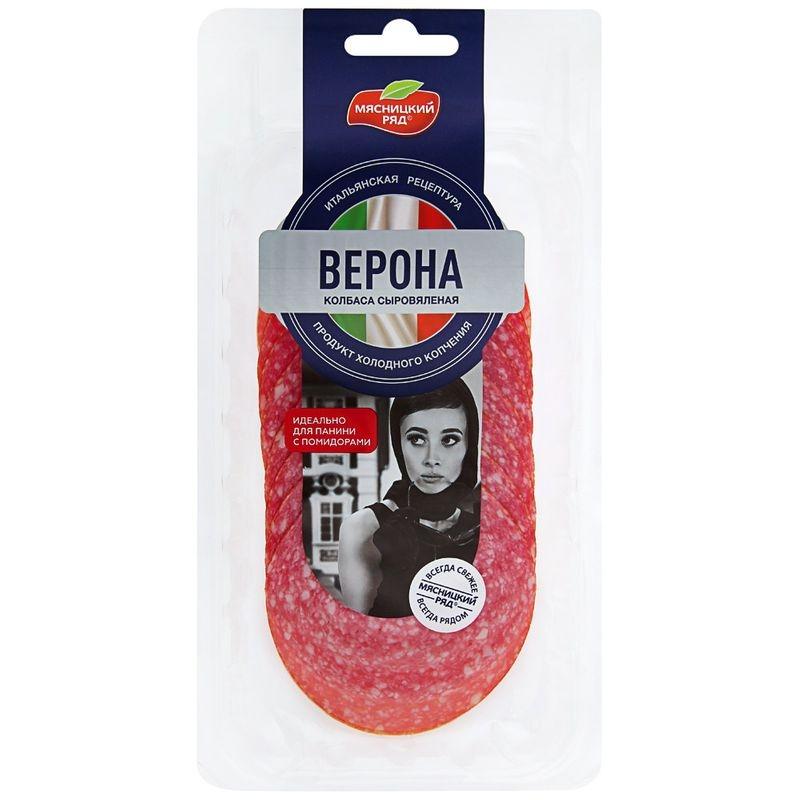 МЯСНИЦКИЙ
РЯД©
ИТАЛЬЯНСКАЯ РЕЦЕПТУРА
ВЕРОНА
КОЛБАСА СЫРОВЯЛЕНАЯ
ПРОДУКТ ХОЛОДНОГО КОПЧЕНИЯ
ИДЕАЛЬНО
ДЛЯ ПАНИНИ
С ПОМИДОРАМИ
ВСЕГДА СВЕЖЕЕ
МЯСНИЦКИЙ
РЯД©
ВСЕГДА РЯДОМ